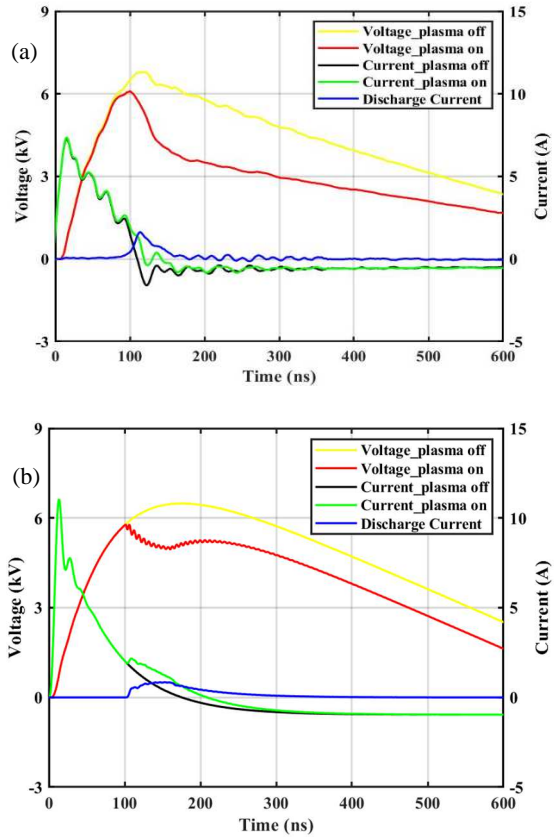 (a)
Voltage (kV)
9
6
3
0
-3
Voltage_plasma off
Voltage_plasma on
Current_plasma off
Current_plasma on
Discharge Current
15
10
5
0
-5
Current (A)
0 100 200 300 400 500 600
Time (ns)
(b)
Voltage (kV)
9
6
3
0
-3
Voltage_plasma off
Voltage_plasma on
Current_plasma off
Current_plasma on
Discharge Current
15
10
5
0
-5
Current (A)
0 100 200 300 400 500 600
Time (ns)